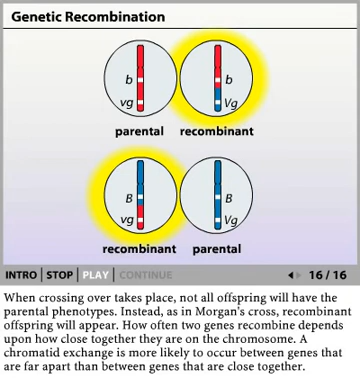 Genetic Recombination
b b
vg Vg
parental recombinant
B B
vg Vg
recombinant parental
INTRO | STOP | PLAY | CONTINUE 16 / 16
When crossing over takes place, not all offspring will have the
parental phenotypes. Instead, as in Morgan's cross, recombinant
offspring will appear. How often two genes recombine depends
upon how close together they are on the chromosome. A
chromatid exchange is more likely to occur between genes that
are far apart than between genes that are close together.